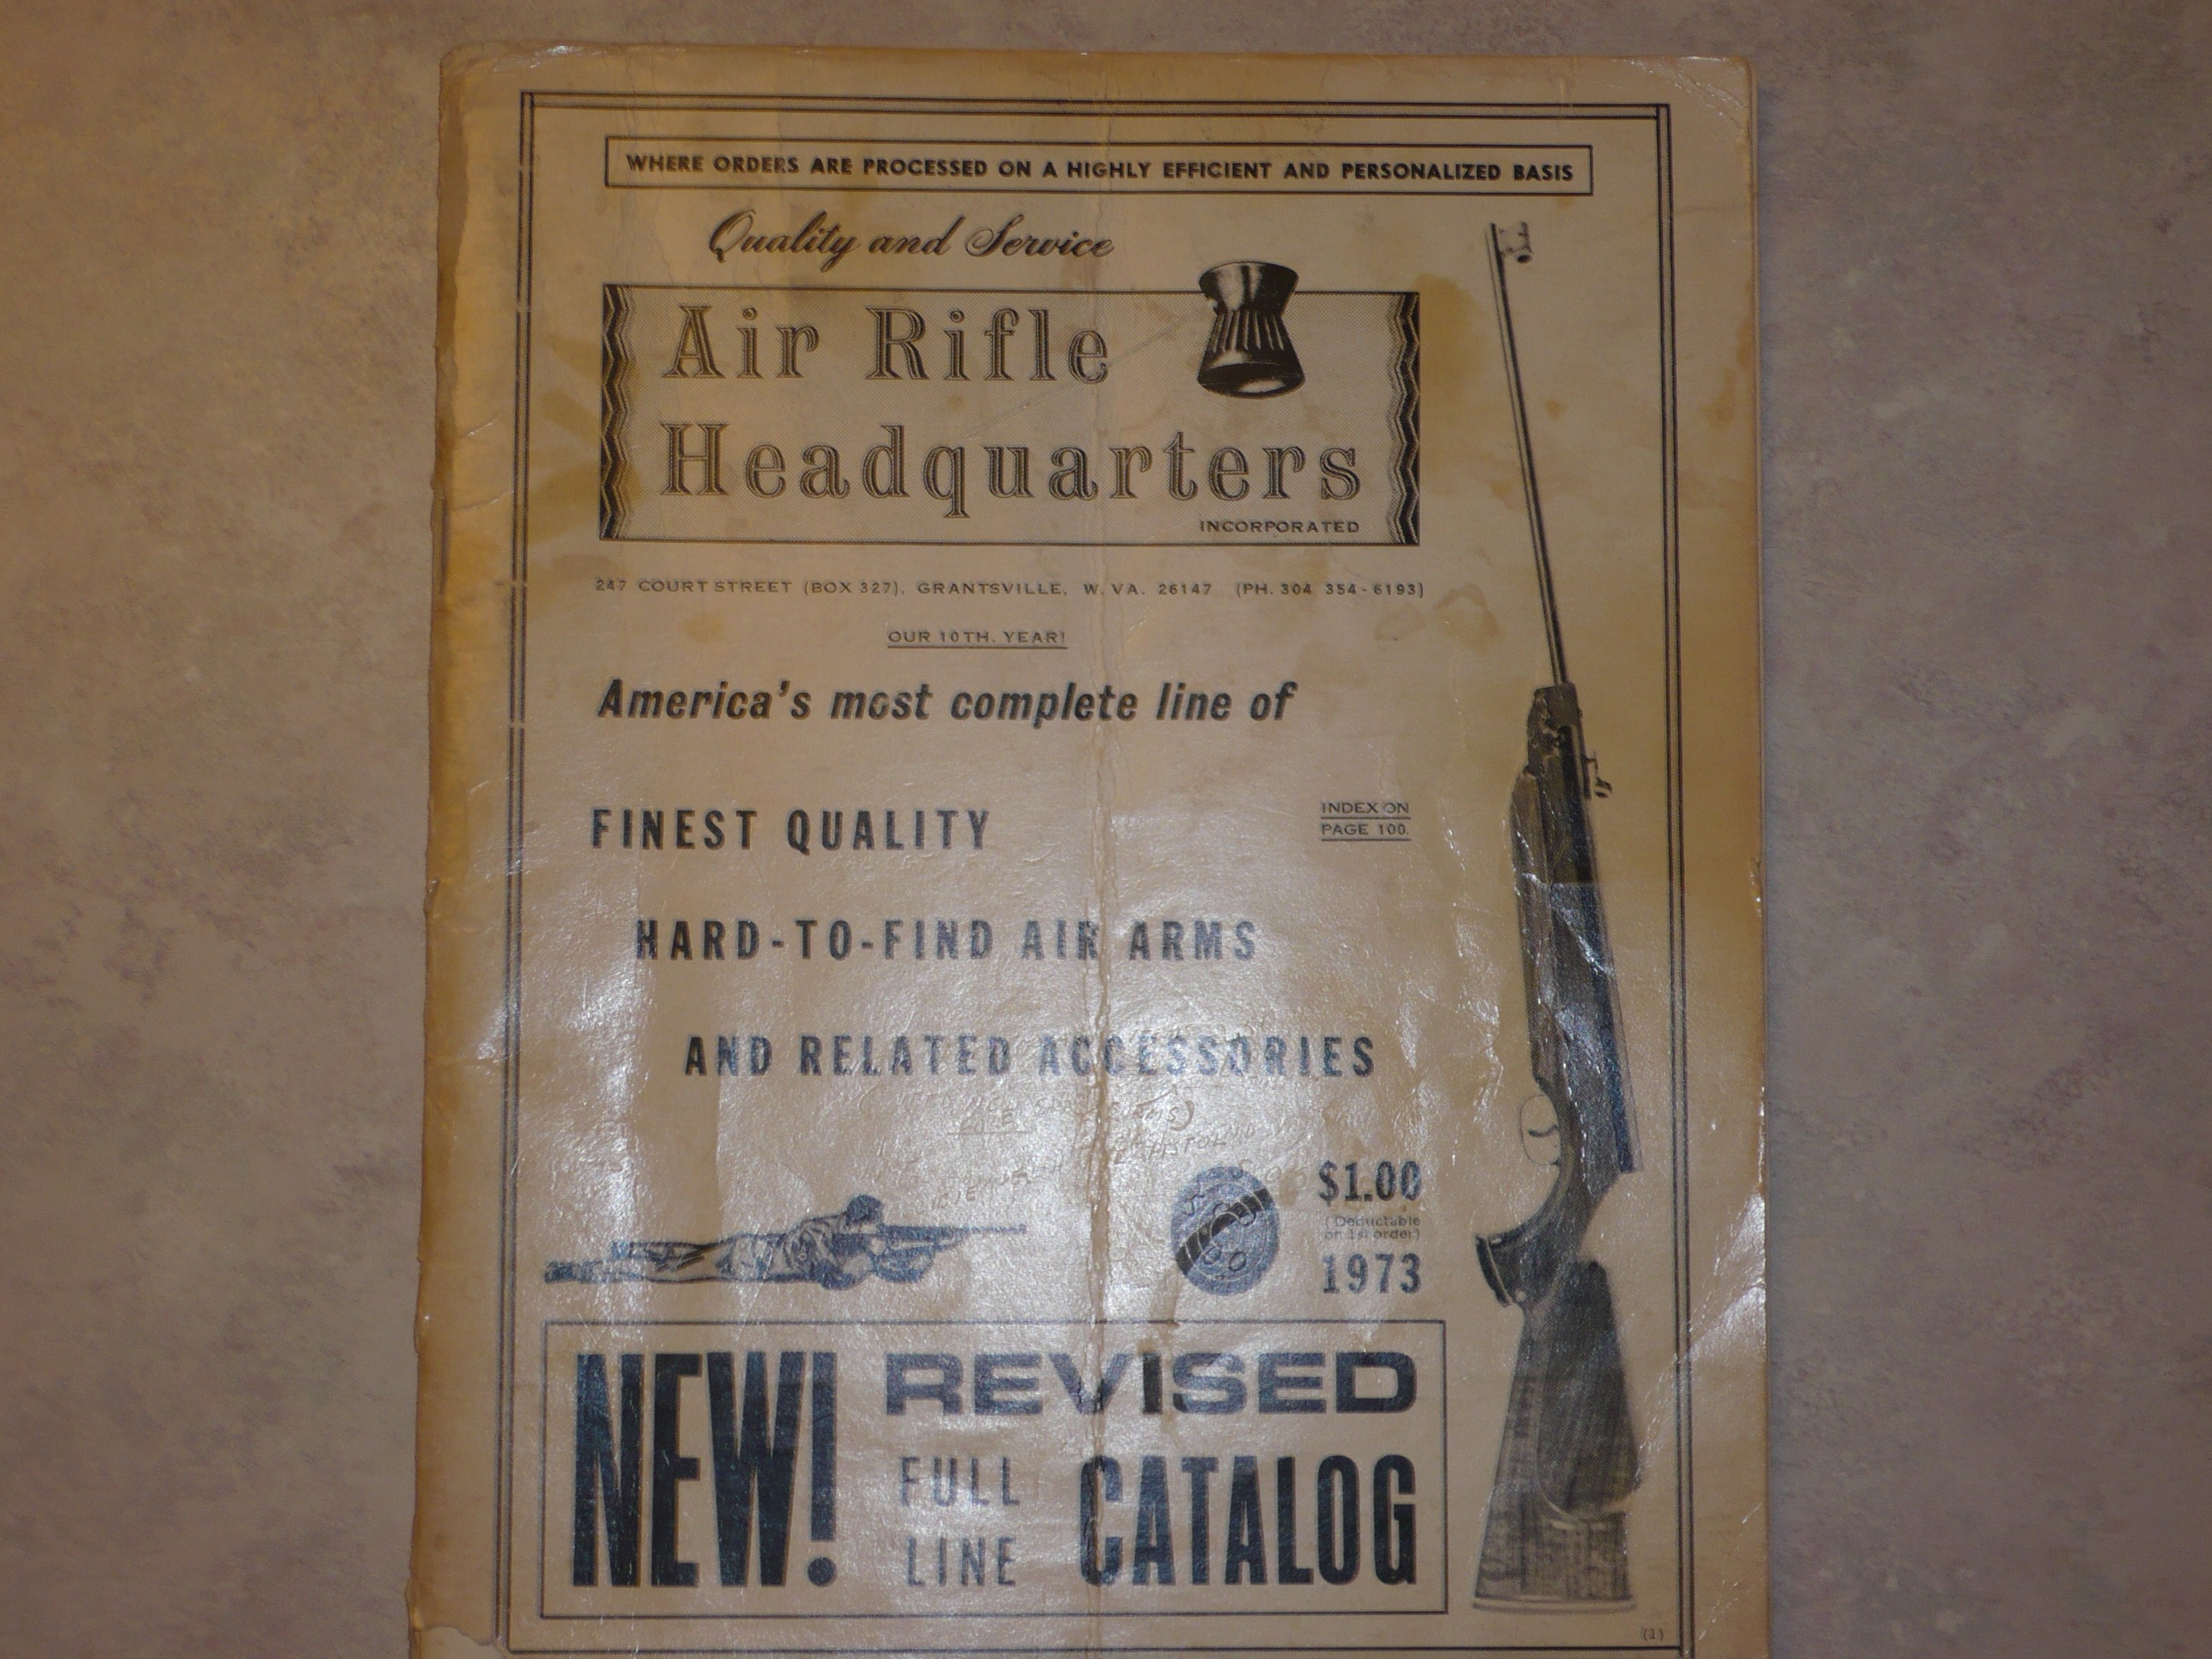 WHERE ORDERS ARE PROCESSED ON A HIGHLY EFFICIENT AND PERSONALIZED BASIS
Quality and Service
Air Rifle
Headquarters
INCORPORATED
247 COURT STREET (BOX 327), GRANTSVILLE, W. VA. 26147 (PH. 304 354-6193)
OUR 10TH. YEAR!
America's most complete line of
FINEST QUALITY
INDEX ON
PAGE 100.
HARD-TO-FIND AIR ARMS
AND RELATED ACCESSORIES
$1.00
(Deductable
on 1st order)
1973
NEW! REVISED
FULL
LINE
CATALOG
(1)